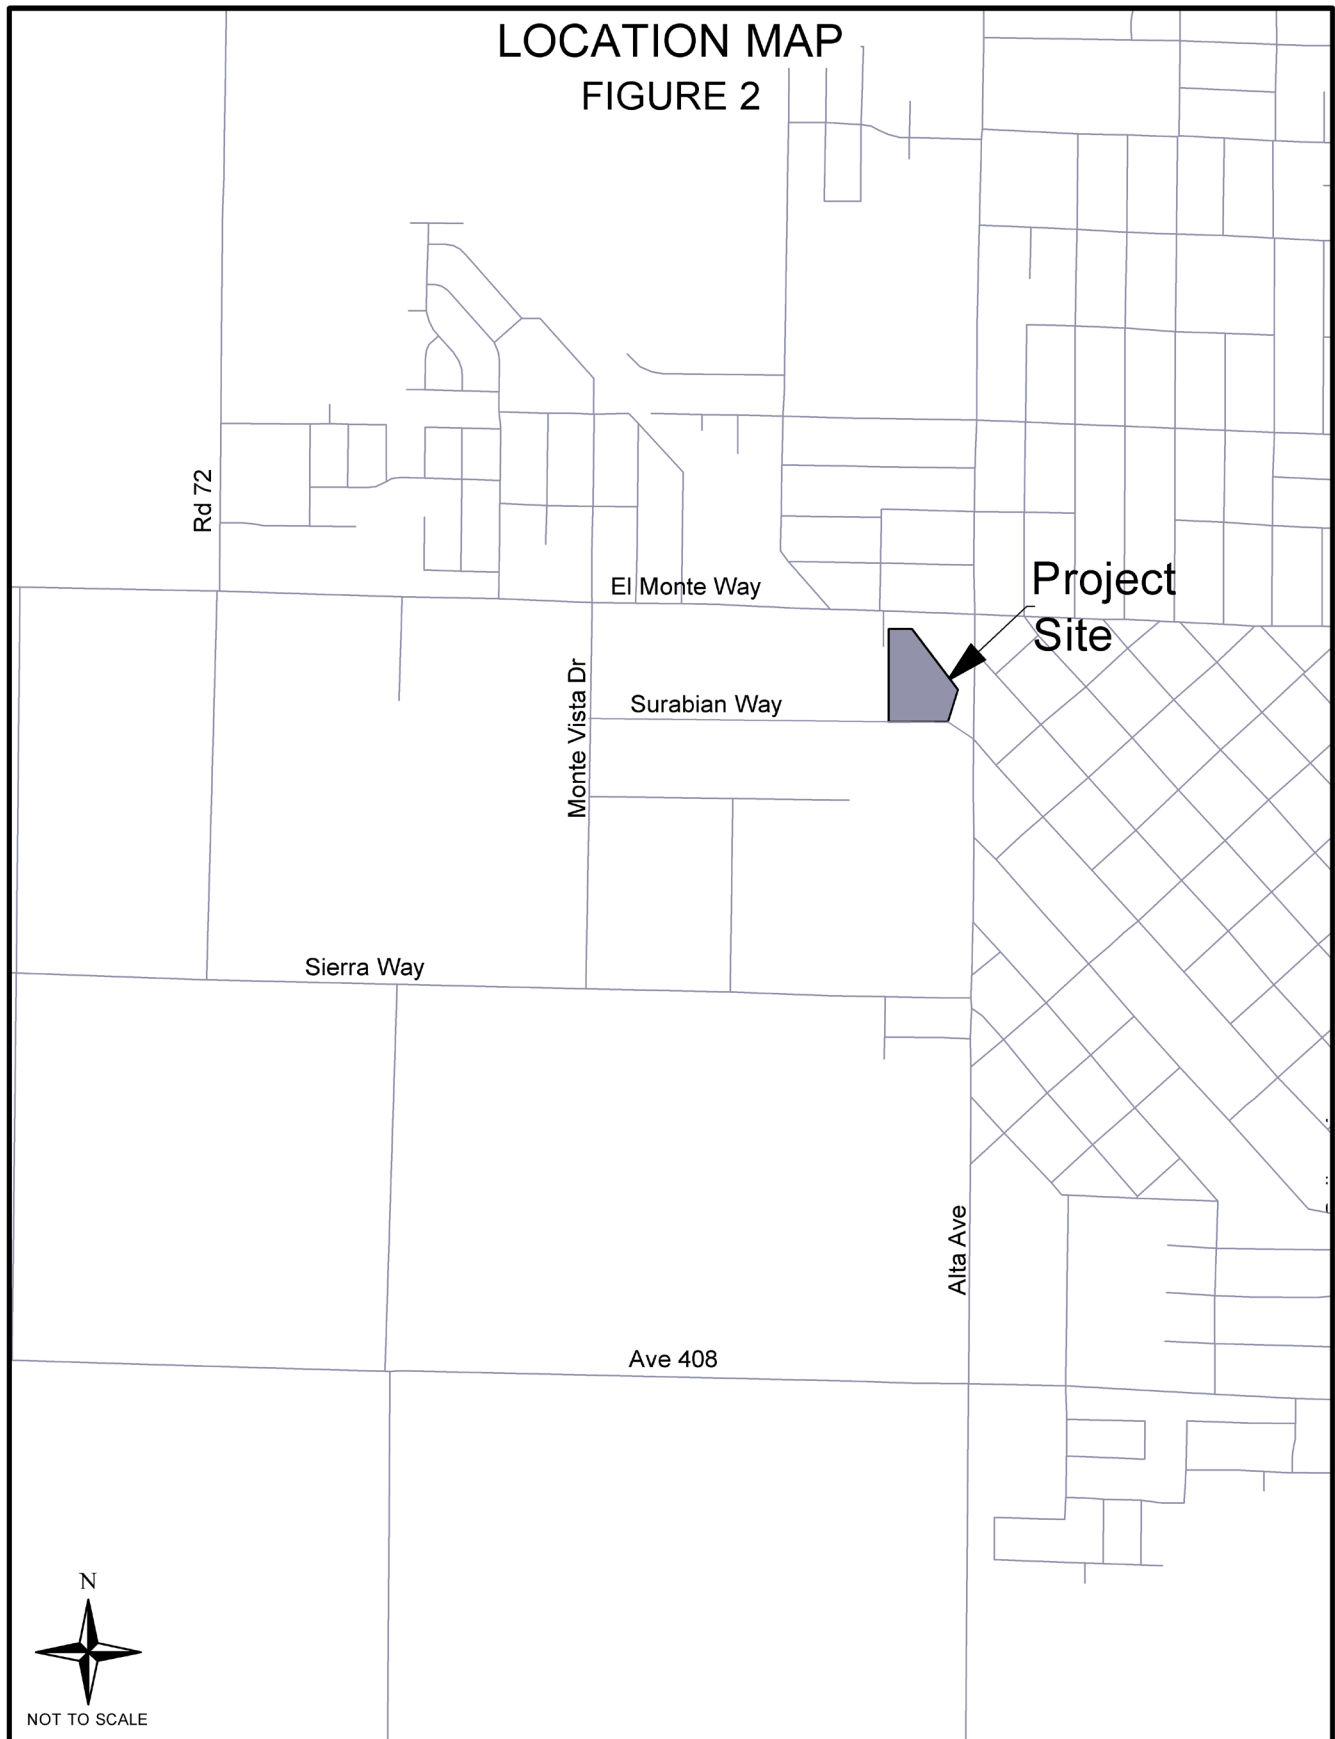 LOCATION MAP
FIGURE 2
Rd 72
El Monte Way
Project
Site
Monte Vista Dr
Surabian Way
Sierra Way
Alta Ave
Ave 408
N
NOT TO SCALE